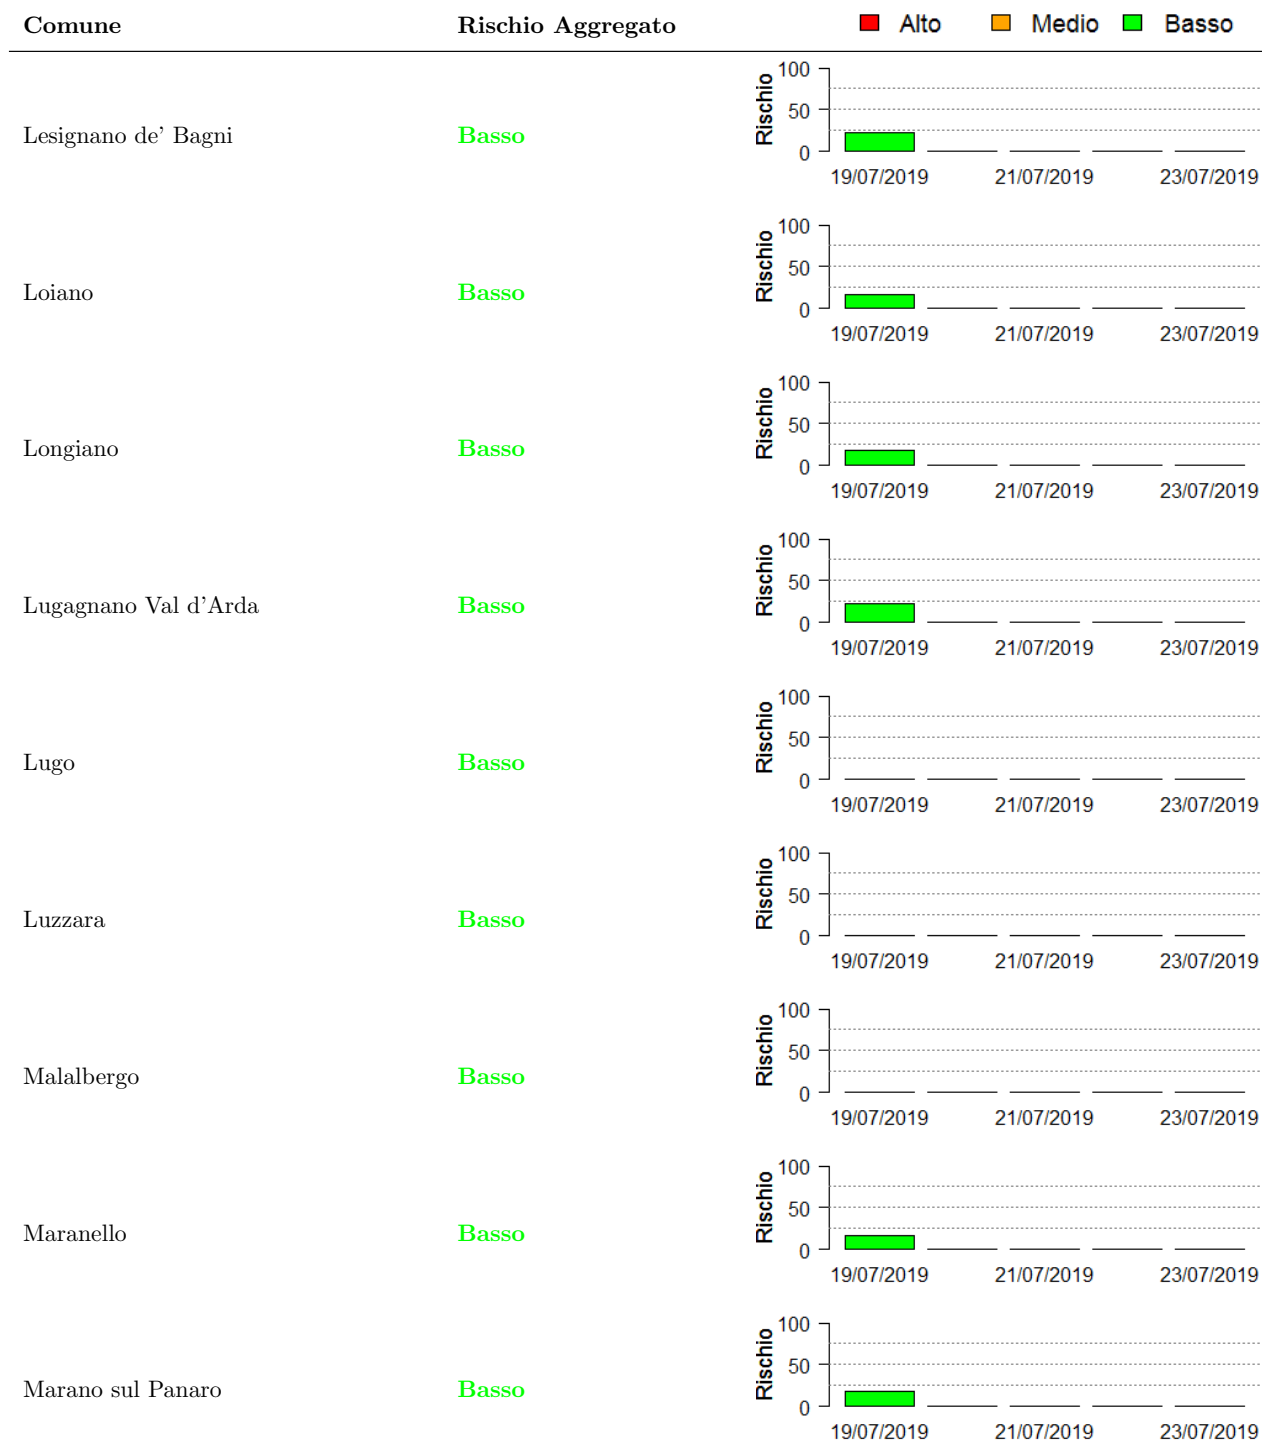 Comune Rischio Aggregato Alto Medio Basso
Lesignano de' Bagni Basso Rischio 100 50 0
19/07/2019 21/07/2019 23/07/2019
Loiano Basso Rischio 100 50 0
19/07/2019 21/07/2019 23/07/2019
Longiano Basso Rischio 100 50 0
19/07/2019 21/07/2019 23/07/2019
Lugagnano Val d'Arda Basso Rischio 100 50 0
19/07/2019 21/07/2019 23/07/2019
Lugo Basso Rischio 100 50 0
19/07/2019 21/07/2019 23/07/2019
Luzzara Basso Rischio 100 50 0
19/07/2019 21/07/2019 23/07/2019
Malalbergo Basso Rischio 100 50 0
19/07/2019 21/07/2019 23/07/2019
Maranello Basso Rischio 100 50 0
19/07/2019 21/07/2019 23/07/2019
Marano sul Panaro Basso Rischio 100 50 0
19/07/2019 21/07/2019 23/07/2019